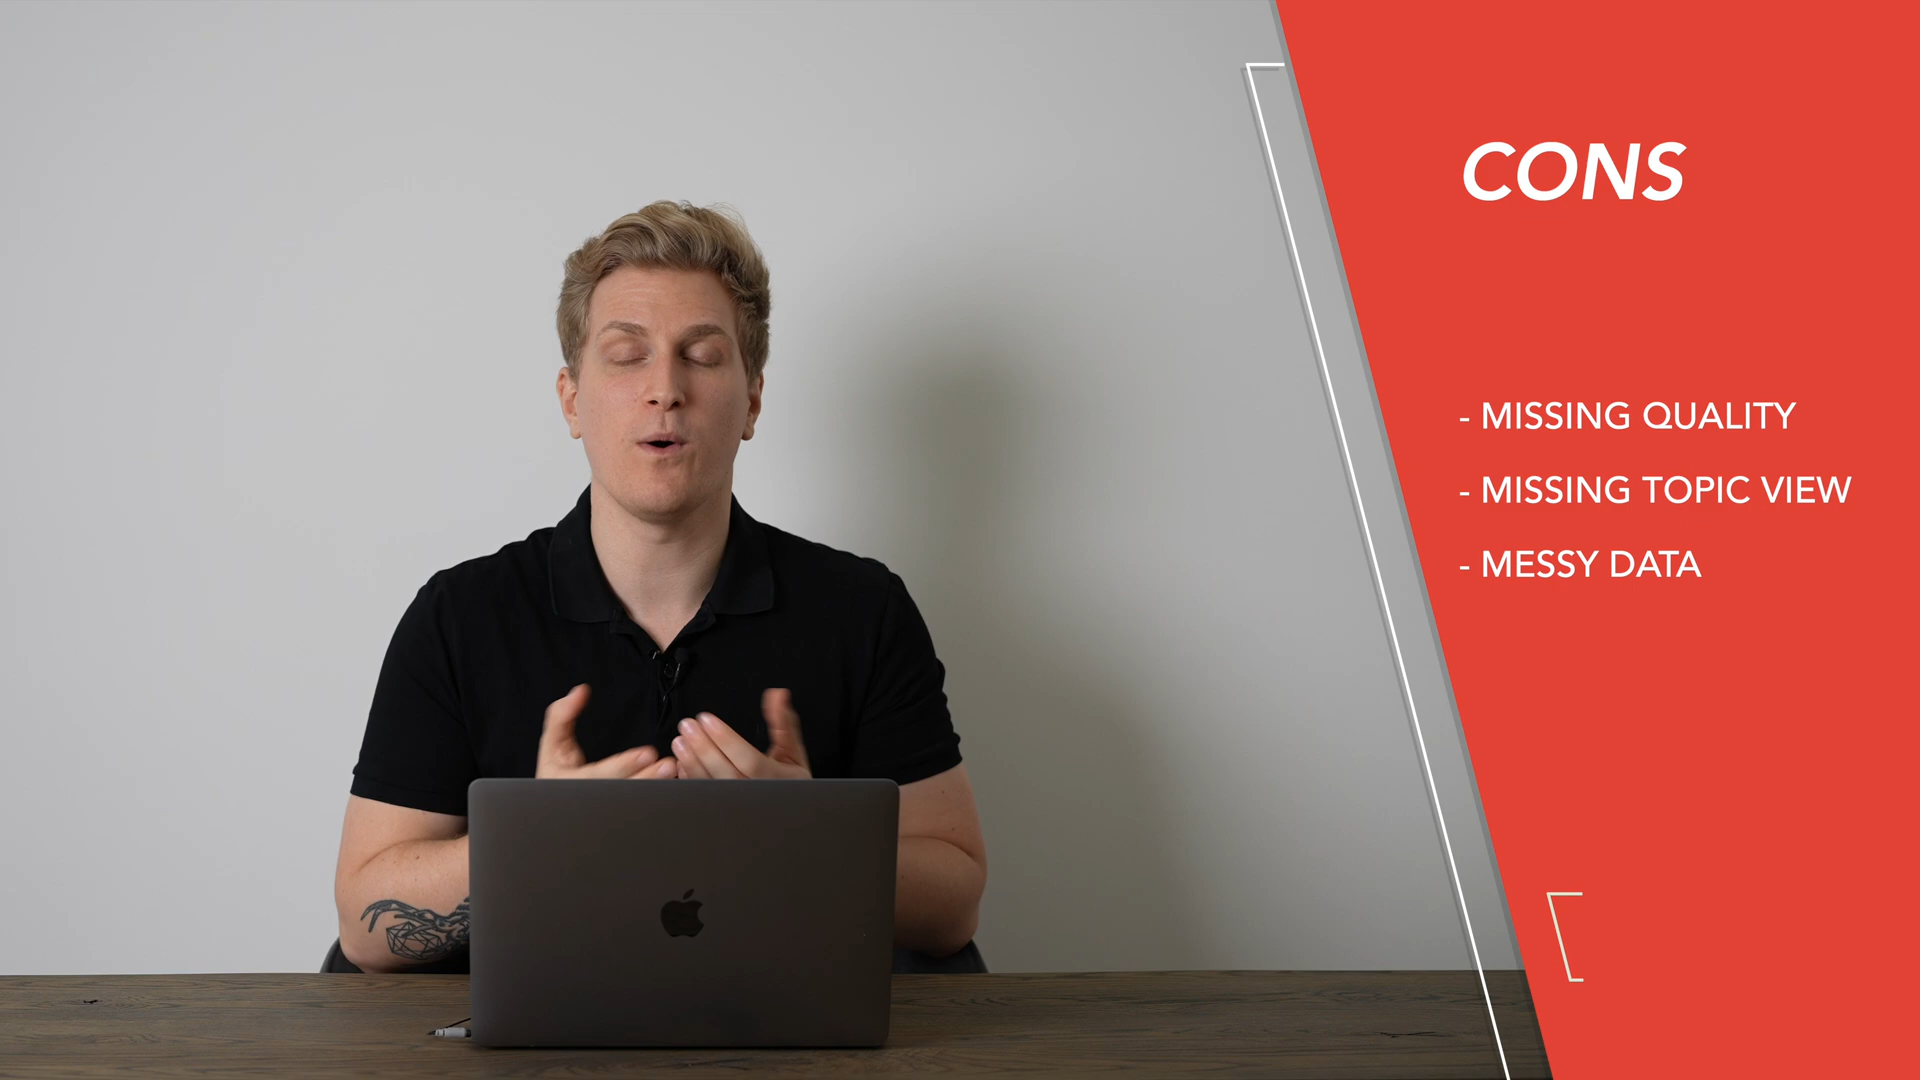 CONS
- MISSING QUALITY
- MISSING TOPIC VIEW
- MESSY DATA